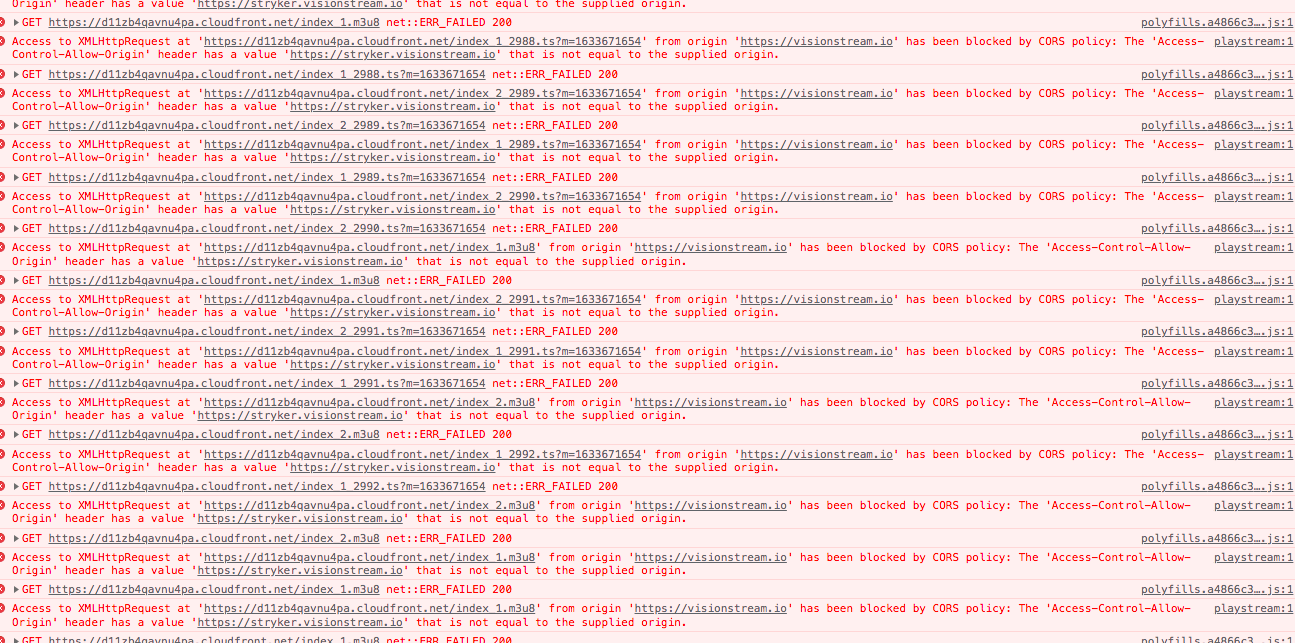 Origin' header has a value 'https://stryker.visionstream.io' that is not equal to the supplied origin.
GET https://d11zb4qavnu4pa.cloudfront.net/index_1.m3u8 net::ERR_FAILED 200 polyfills.a4866c3….js:1
Access to XMLHttpRequest at 'https://d11zb4qavnu4pa.cloudfront.net/index_1_2988.ts?m=1633671654' from origin 'https://visionstream.io' has been blocked by CORS policy: The 'Access- playstream:1
Control-Allow-Origin' header has a value 'https://stryker.visionstream.io' that is not equal to the supplied origin.
GET https://d11zb4qavnu4pa.cloudfront.net/index_1_2988.ts?m=1633671654 net::ERR_FAILED 200 polyfills.a4866c3….js:1
Access to XMLHttpRequest at 'https://d11zb4qavnu4pa.cloudfront.net/index_2_2989.ts?m=1633671654' from origin 'https://visionstream.io' has been blocked by CORS policy: The 'Access- playstream:1
Control-Allow-Origin' header has a value 'https://stryker.visionstream.io' that is not equal to the supplied origin.
GET https://d11zb4qavnu4pa.cloudfront.net/index_2_2989.ts?m=1633671654 net::ERR_FAILED 200 polyfills.a4866c3….js:1
Access to XMLHttpRequest at 'https://d11zb4qavnu4pa.cloudfront.net/index_1_2989.ts?m=1633671654' from origin 'https://visionstream.io' has been blocked by CORS policy: The 'Access- playstream:1
Control-Allow-Origin' header has a value 'https://stryker.visionstream.io' that is not equal to the supplied origin.
GET https://d11zb4qavnu4pa.cloudfront.net/index_1_2989.ts?m=1633671654 net::ERR_FAILED 200 polyfills.a4866c3….js:1
Access to XMLHttpRequest at 'https://d11zb4qavnu4pa.cloudfront.net/index_2_2990.ts?m=1633671654' from origin 'https://visionstream.io' has been blocked by CORS policy: The 'Access- playstream:1
Control-Allow-Origin' header has a value 'https://stryker.visionstream.io' that is not equal to the supplied origin.
GET https://d11zb4qavnu4pa.cloudfront.net/index_2_2990.ts?m=1633671654 net::ERR_FAILED 200 polyfills.a4866c3….js:1
Access to XMLHttpRequest at 'https://d11zb4qavnu4pa.cloudfront.net/index_1.m3u8' from origin 'https://visionstream.io' has been blocked by CORS policy: The 'Access-Control-Allow- playstream:1
Origin' header has a value 'https://stryker.visionstream.io' that is not equal to the supplied origin.
GET https://d11zb4qavnu4pa.cloudfront.net/index_1.m3u8 net::ERR_FAILED 200 polyfills.a4866c3….js:1
Access to XMLHttpRequest at 'https://d11zb4qavnu4pa.cloudfront.net/index_2_2991.ts?m=1633671654' from origin 'https://visionstream.io' has been blocked by CORS policy: The 'Access- playstream:1
Control-Allow-Origin' header has a value 'https://stryker.visionstream.io' that is not equal to the supplied origin.
GET https://d11zb4qavnu4pa.cloudfront.net/index_2_2991.ts?m=1633671654 net::ERR_FAILED 200 polyfills.a4866c3….js:1
Access to XMLHttpRequest at 'https://d11zb4qavnu4pa.cloudfront.net/index_1_2991.ts?m=1633671654' from origin 'https://visionstream.io' has been blocked by CORS policy: The 'Access- playstream:1
Control-Allow-Origin' header has a value 'https://stryker.visionstream.io' that is not equal to the supplied origin.
GET https://d11zb4qavnu4pa.cloudfront.net/index_1_2991.ts?m=1633671654 net::ERR_FAILED 200 polyfills.a4866c3….js:1
Access to XMLHttpRequest at 'https://d11zb4qavnu4pa.cloudfront.net/index_2.m3u8' from origin 'https://visionstream.io' has been blocked by CORS policy: The 'Access-Control-Allow- playstream:1
Origin' header has a value 'https://stryker.visionstream.io' that is not equal to the supplied origin.
GET https://d11zb4qavnu4pa.cloudfront.net/index_2.m3u8 net::ERR_FAILED 200 polyfills.a4866c3….js:1
Access to XMLHttpRequest at 'https://d11zb4qavnu4pa.cloudfront.net/index_1_2992.ts?m=1633671654' from origin 'https://visionstream.io' has been blocked by CORS policy: The 'Access- playstream:1
Control-Allow-Origin' header has a value 'https://stryker.visionstream.io' that is not equal to the supplied origin.
GET https://d11zb4qavnu4pa.cloudfront.net/index_1_2992.ts?m=1633671654 net::ERR_FAILED 200 polyfills.a4866c3….js:1
Access to XMLHttpRequest at 'https://d11zb4qavnu4pa.cloudfront.net/index_2.m3u8' from origin 'https://visionstream.io' has been blocked by CORS policy: The 'Access-Control-Allow- playstream:1
Origin' header has a value 'https://stryker.visionstream.io' that is not equal to the supplied origin.
GET https://d11zb4qavnu4pa.cloudfront.net/index_2.m3u8 net::ERR_FAILED 200 polyfills.a4866c3….js:1
Access to XMLHttpRequest at 'https://d11zb4qavnu4pa.cloudfront.net/index_1.m3u8' from origin 'https://visionstream.io' has been blocked by CORS policy: The 'Access-Control-Allow- playstream:1
Origin' header has a value 'https://stryker.visionstream.io' that is not equal to the supplied origin.
GET https://d11zb4qavnu4pa.cloudfront.net/index_1.m3u8 net::ERR_FAILED 200 polyfills.a4866c3….js:1
Access to XMLHttpRequest at 'https://d11zb4qavnu4pa.cloudfront.net/index_1.m3u8' from origin 'https://visionstream.io' has been blocked by CORS policy: The 'Access-Control-Allow- playstream:1
Origin' header has a value 'https://stryker.visionstream.io' that is not equal to the supplied origin.
GET https://d11zb4qavnu4pa.cloudfront.net/index_1.m3u8 net::ERR_FAILED 200 polyfills.a4866c3….js:1